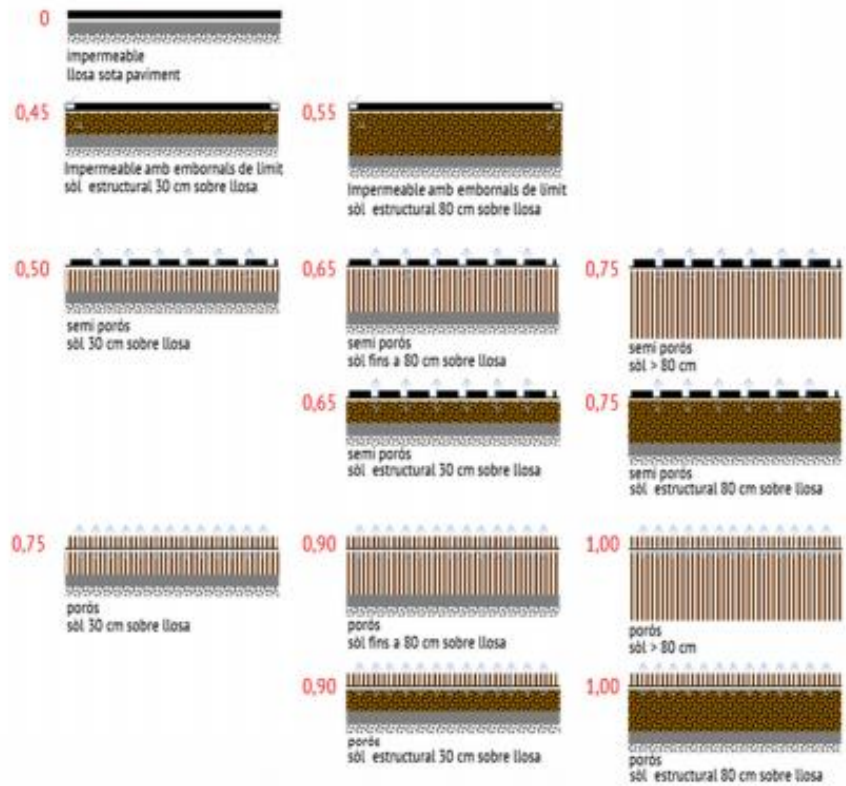 0
impermeable
llosa sota paviment
0,45
Impermeable amb embornals de límit
sòl estructural 30 cm sobre llosa
0,55
Impermeable amb embornals de límit
sòl estructural 80 cm sobre llosa
0,50
semi porós
sòl 30 cm sobre llosa
0,65
semi porós
sòl fins a 80 cm sobre llosa
0,75
semi porós
sòl > 80 cm
0,65
semi porós
sòl estructural 30 cm sobre llosa
0,75
semi porós
sòl estructural 80 cm sobre llosa
0,75
porós
sòl 30 cm sobre llosa
0,90
porós
sòl fins a 80 cm sobre llosa
1,00
porós
sòl > 80 cm
0,90
porós
sòl estructural 30 cm sobre llosa
1,00
porós
sòl estructural 80 cm sobre llosa